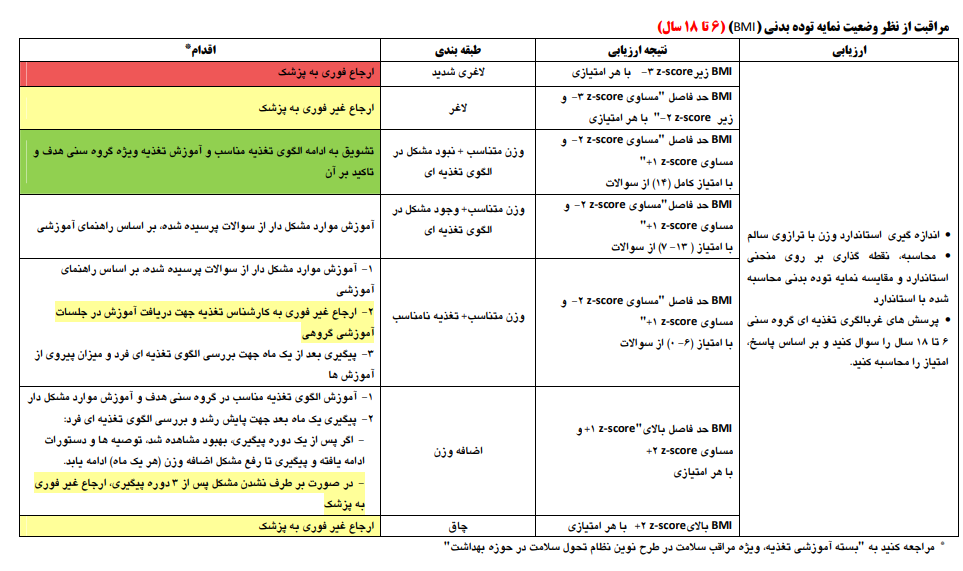 مراقبت از نظر وضعیت نمایه توده بدنی (BMI) (۶ تا ۱۸ سال)
ارزیابی
نتیجه ارزیابی
طبقه بندی
اقدام*
• اندازه گیری استاندارد وزن با ترازوی سالم
• محاسبه، نقطه گذاری بر روی منحنی
استاندارد و مقایسه نمایه توده بدنی محاسبه
شده با استاندارد
• پرسش های غربالگری تغذیه ای گروه سنی
۶ تا ۱۸ سال را سوال کنید و بر اساس پاسخ،
امتیاز را محاسبه کنید.
BMI زیر z-score ۳- با هر امتیازی
لاغری شدید
ارجاع فوری به پزشک
BMI حد فاصل "مساوی z-score ۳- و
زیر z-score ۲-" با هر امتیازی
لاغر
ارجاع غیر فوری به پزشک
BMI حد فاصل "مساوی z-score ۲- و
مساوی z-score ۱+"
با امتیاز کامل (۱۴) از سوالات
وزن متناسب + نبود مشکل در
الگوی تغذیه ای
تشویق به ادامه الگوی تغذیه مناسب و آموزش تغذیه ویژه گروه سنی هدف و
تاکید بر آن
BMI حد فاصل"مساوی z-score ۲- و
مساوی z-score ۱+"
با امتیاز (۱۳- ۷) از سوالات
وزن متناسب+ وجود مشکل در
الگوی تغذیه ای
آموزش موارد مشکل دار از سوالات پرسیده شده، بر اساس راهنمای آموزشی
BMI حد فاصل "مساوی z-score ۲- و
مساوی z-score ۱+"
با امتیاز (۶- ۰) از سوالات
وزن متناسب+ تغذیه نامناسب
۱- آموزش موارد مشکل دار از سوالات پرسیده شده، بر اساس راهنمای
آموزشی
۲- ارجاع غیر فوری به کارشناس تغذیه جهت دریافت آموزش در جلسات
آموزشی گروهی
۳- پیگیری بعد از یک ماه جهت بررسی الگوی تغذیه ای فرد و میزان پیروی از
آموزش ها
BMI حد فاصل بالای"z-score ۱+ و
مساوی z-score ۲+
با هر امتیازی
اضافه وزن
۱- آموزش الگوی تغذیه مناسب در گروه سنی هدف و آموزش موارد مشکل دار
۲- پیگیری یک ماه بعد جهت پایش رشد و بررسی الگوی تغذیه ای فرد:
- اگر پس از یک دوره پیگیری، بهبود مشاهده شد، توصیه ها و دستورات
ادامه یافته و پیگیری تا رفع مشکل اضافه وزن (هر یک ماه) ادامه یابد.
- در صورت بر طرف نشدن مشکل پس از ۳ دوره پیگیری، ارجاع غیر فوری
به پزشک
BMI بالای z-score ۲+ با هر امتیازی
چاق
ارجاع غیر فوری به پزشک
* مراجعه کنید به "بسته آموزشی تغذیه، ویژه مراقب سلامت در طرح نوین نظام تحول سلامت در حوزه بهداشت"